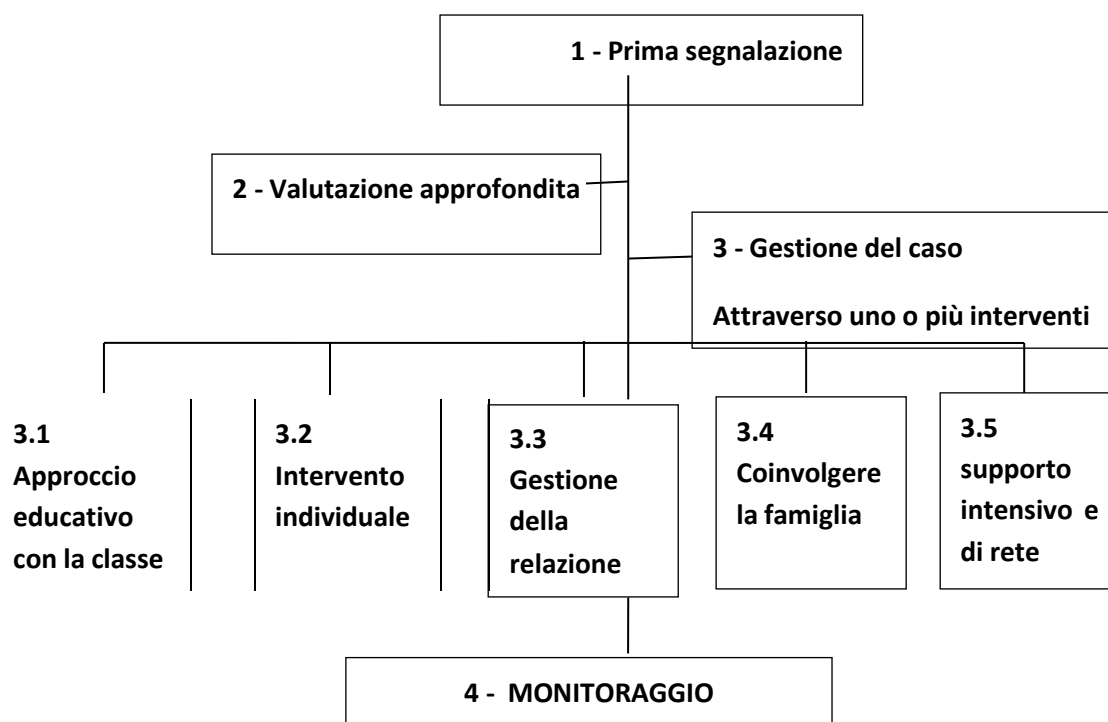 1 - Prima segnalazione
2 - Valutazione approfondita
3 - Gestione del caso
Attraverso uno o più interventi
3.1
Approccio
educativo
con la classe
3.2
Intervento
individuale
3.3
Gestione
della
relazione
3.4
Coinvolgere
la famiglia
3.5
supporto
intensivo e
di rete
4 - MONITORAGGIO